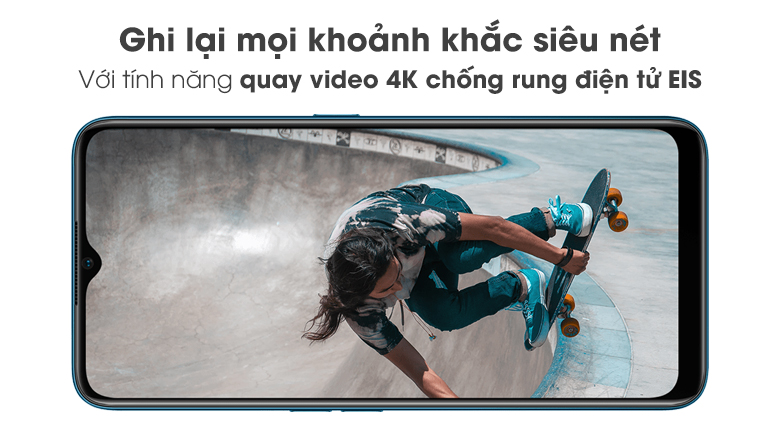 Ghi lại mọi khoảnh khắc siêu nét
Với tính năng quay video 4K chống rung điện tử EIS